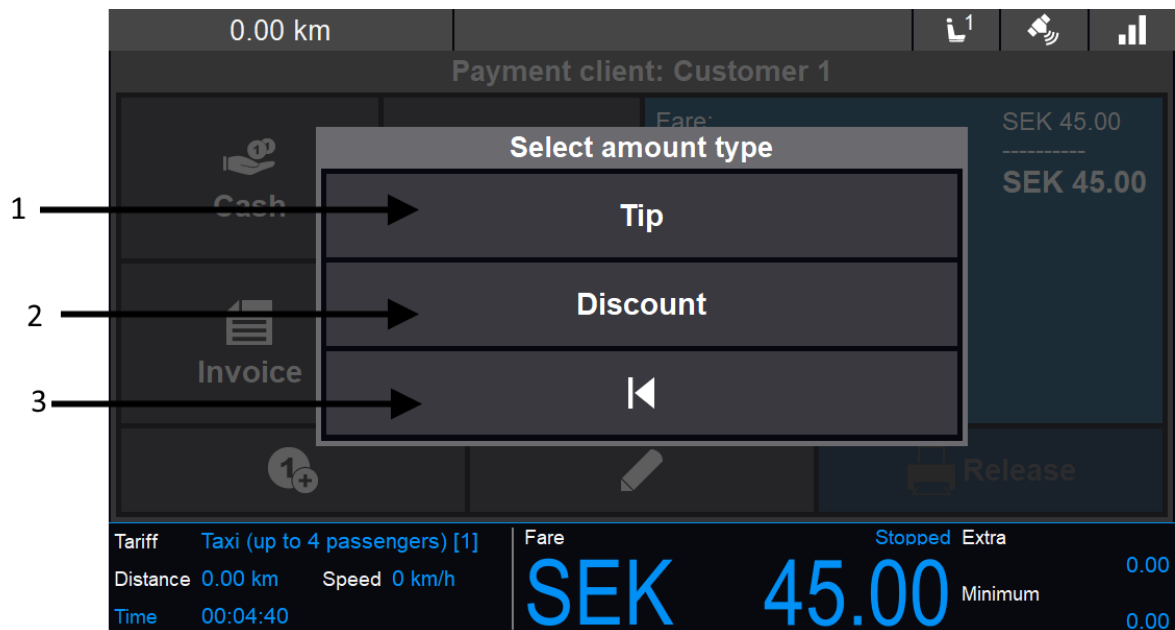 0.00 km
1
Payment client: Customer 1
Fare:
SEK 45.00
----------
SEK 45.00
Cash
Select amount type
1
Tip
2
Discount
Invoice
3
1
Release
Tariff
Taxi (up to 4 passengers) [1]
Distance 0.00 km
Speed 0 km/h
Time 00:04:40
Fare
Stopped
SEK 45.00
Extra
0.00
Minimum
0.00